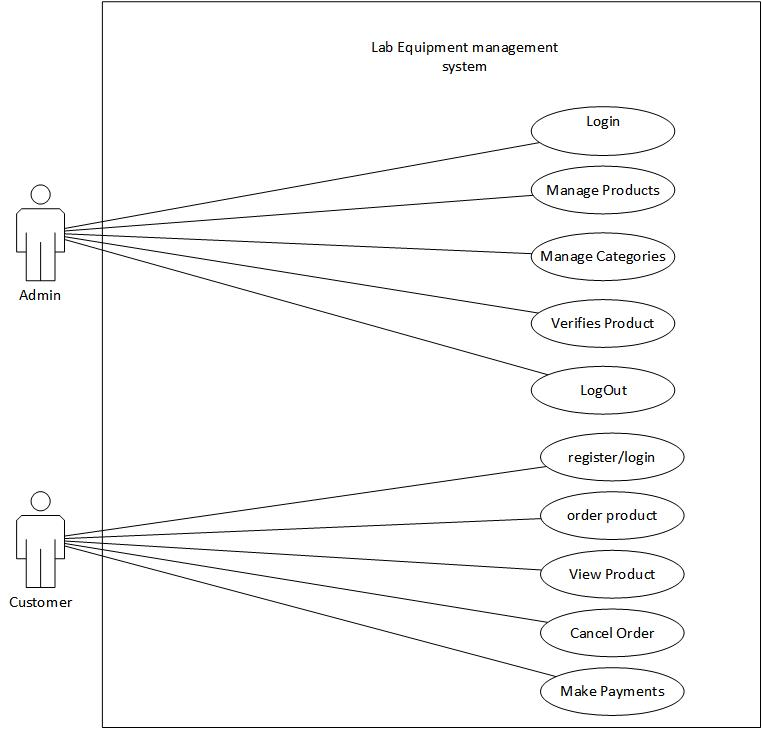 Lab Equipment management
system
Login
Manage Products
Manage Categories
Verifies Product
LogOut
Admin
register/login
order product
View Product
Cancel Order
Make Payments
Customer